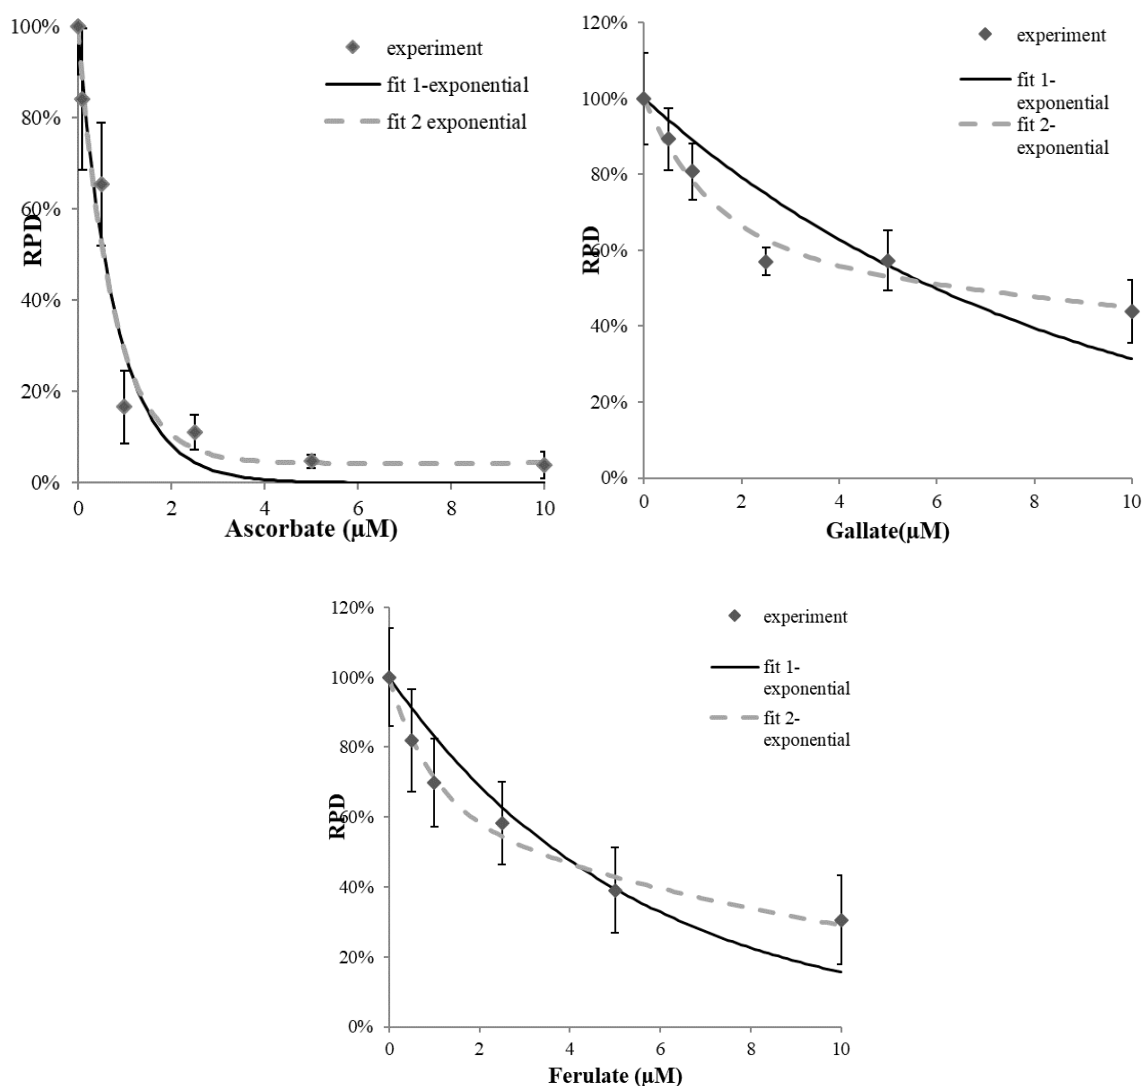 100%
80%
60%
40%
20%
0%
RPD
0
2
4
6
8
10
Ascorbate (µM)
experiment
fit 1-exponential
fit 2 exponential
120%
100%
80%
60%
40%
20%
0%
RPD
0
2
4
6
8
10
Gallate(µM)
experiment
fit 1-
exponential
fit 2-
exponential
120%
100%
80%
60%
40%
20%
0%
RPD
0
2
4
6
8
10
Ferulate (µM)
experiment
fit 1-
exponential
fit 2-
exponential